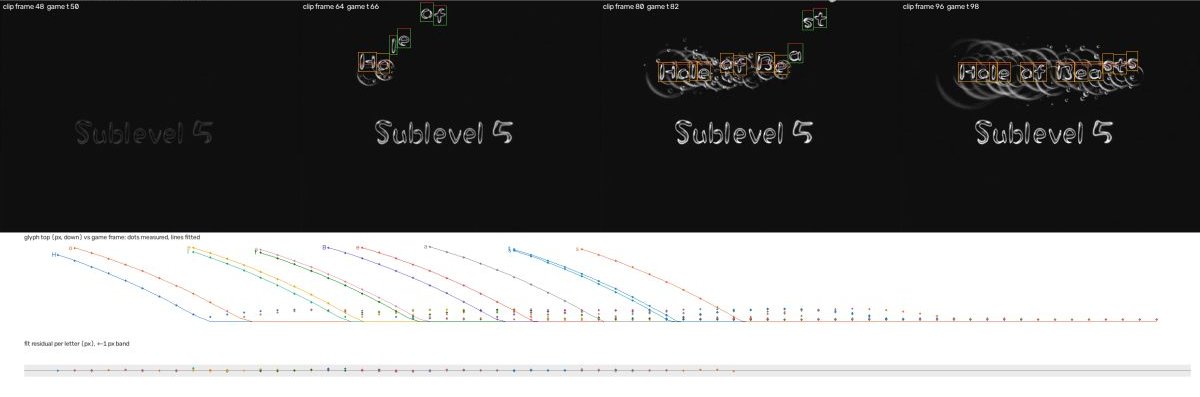 clip frame 48 game t 50
clip frame 64 game t 66
clip frame 80 game t 82
clip frame 96 game t 98
Sublevel 5
H a l e of
Sublevel 5
Hole of Bea st
Sublevel 5
Hole of Beasts
Sublevel 5
glyph top (px, down) vs game frame: dots measured, lines fitted
H o B e a s
fit residual per letter (px), +-1 px band